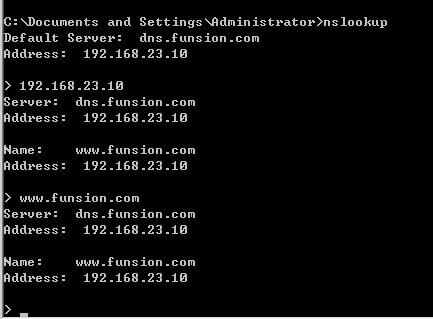 C:\Documents and Settings\Administrator>nslookup
Default Server:  dns.funsion.com
Address:  192.168.23.10
> 192.168.23.10
Server:  dns.funsion.com
Address:  192.168.23.10
Name:    www.funsion.com
Address:  192.168.23.10
> www.funsion.com
Server:  dns.funsion.com
Address:  192.168.23.10
Name:    www.funsion.com
Address:  192.168.23.10
> _